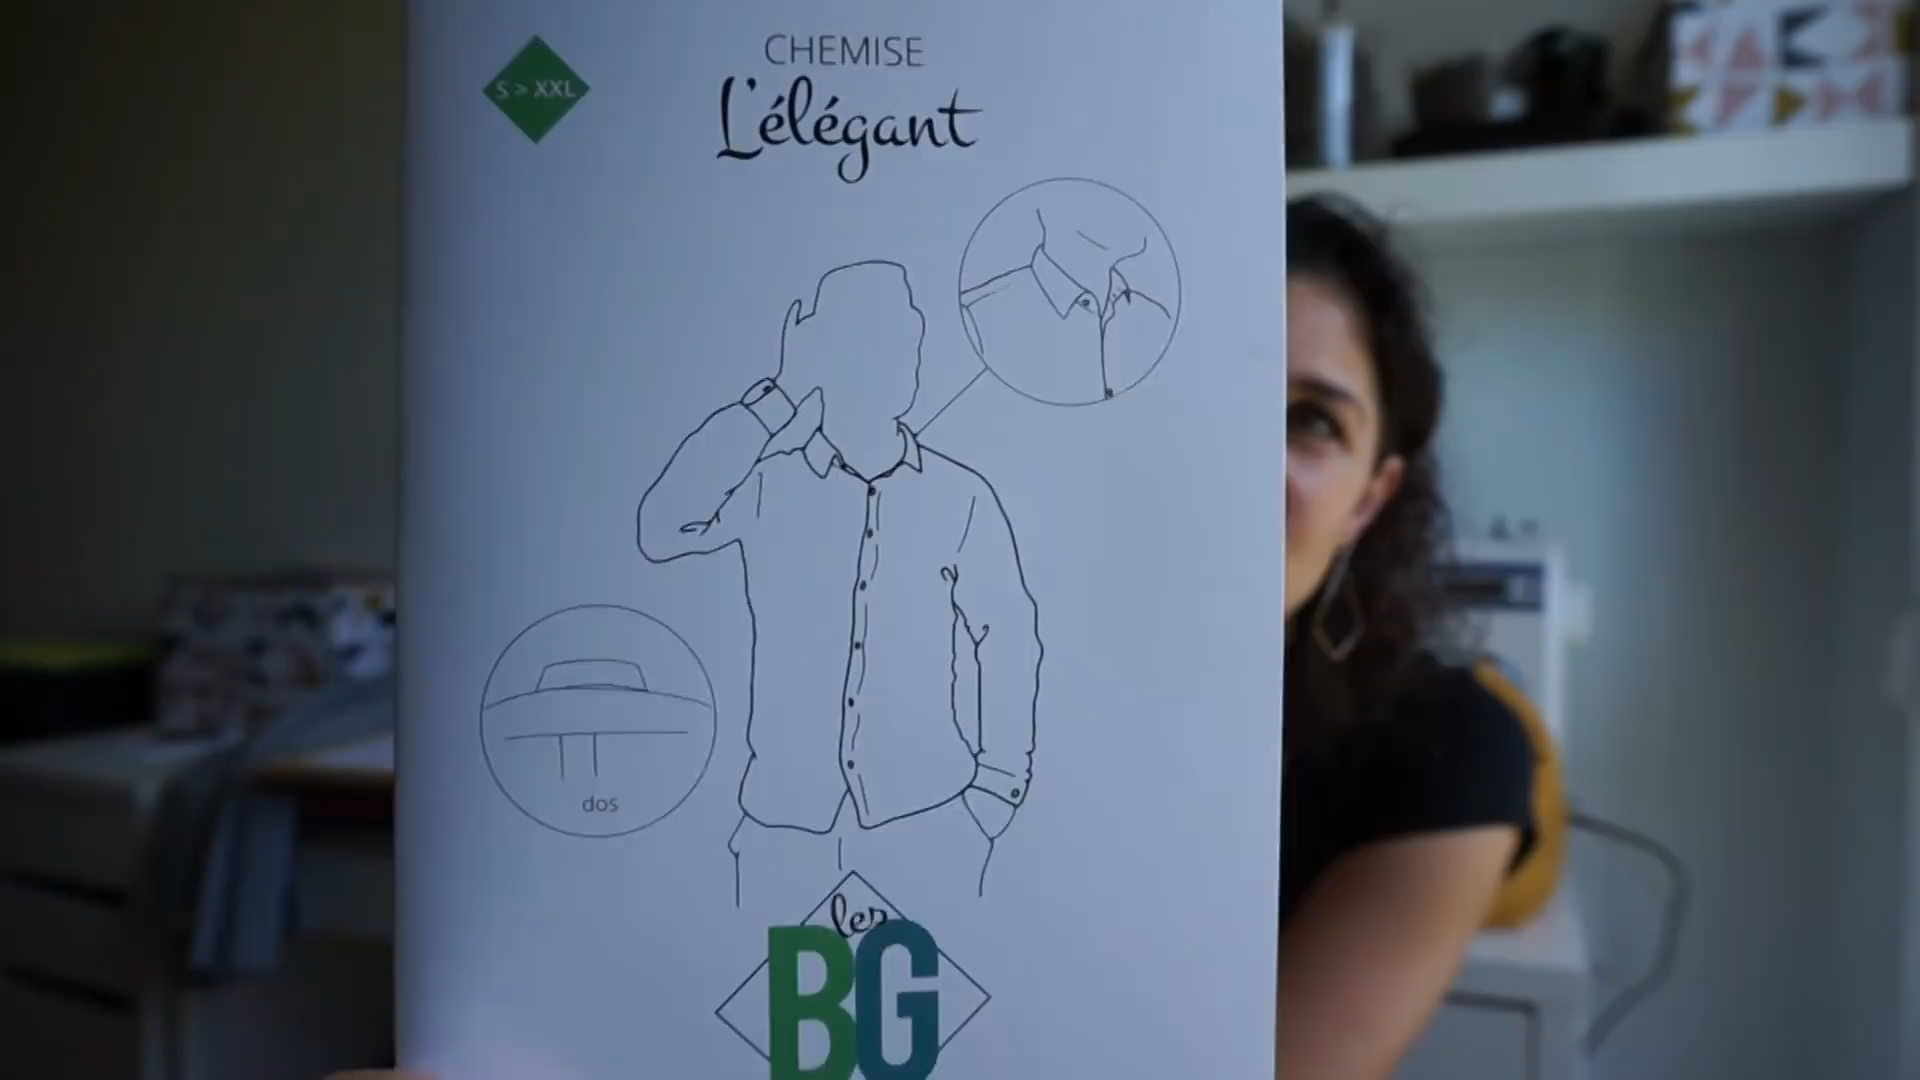 S > XXL
CHEMISE
L'élégant
dos
les
BG